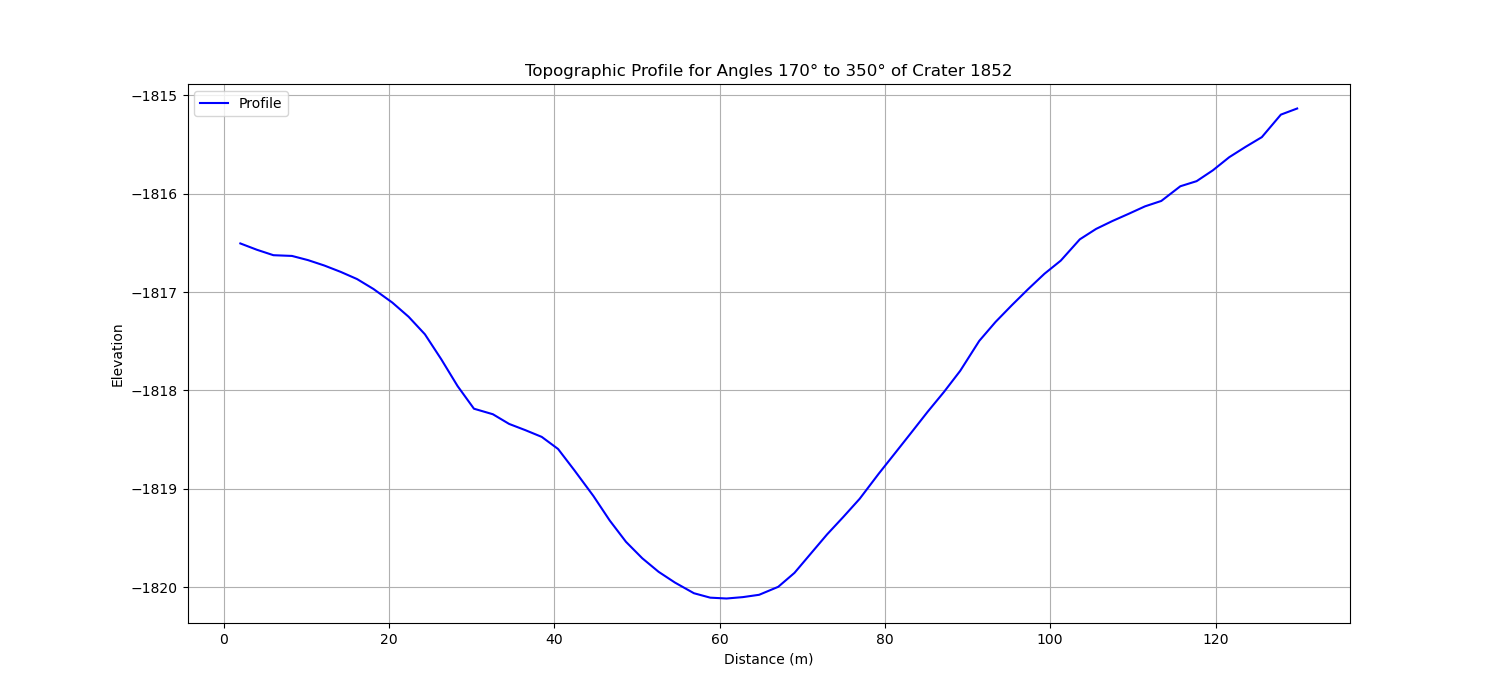 Topographic Profile for Angles 170° to 350° of Crater 1852
Profile
Elevation
−1815
−1816
−1817
−1818
−1819
−1820
0 20 40 60 80 100 120
Distance (m)